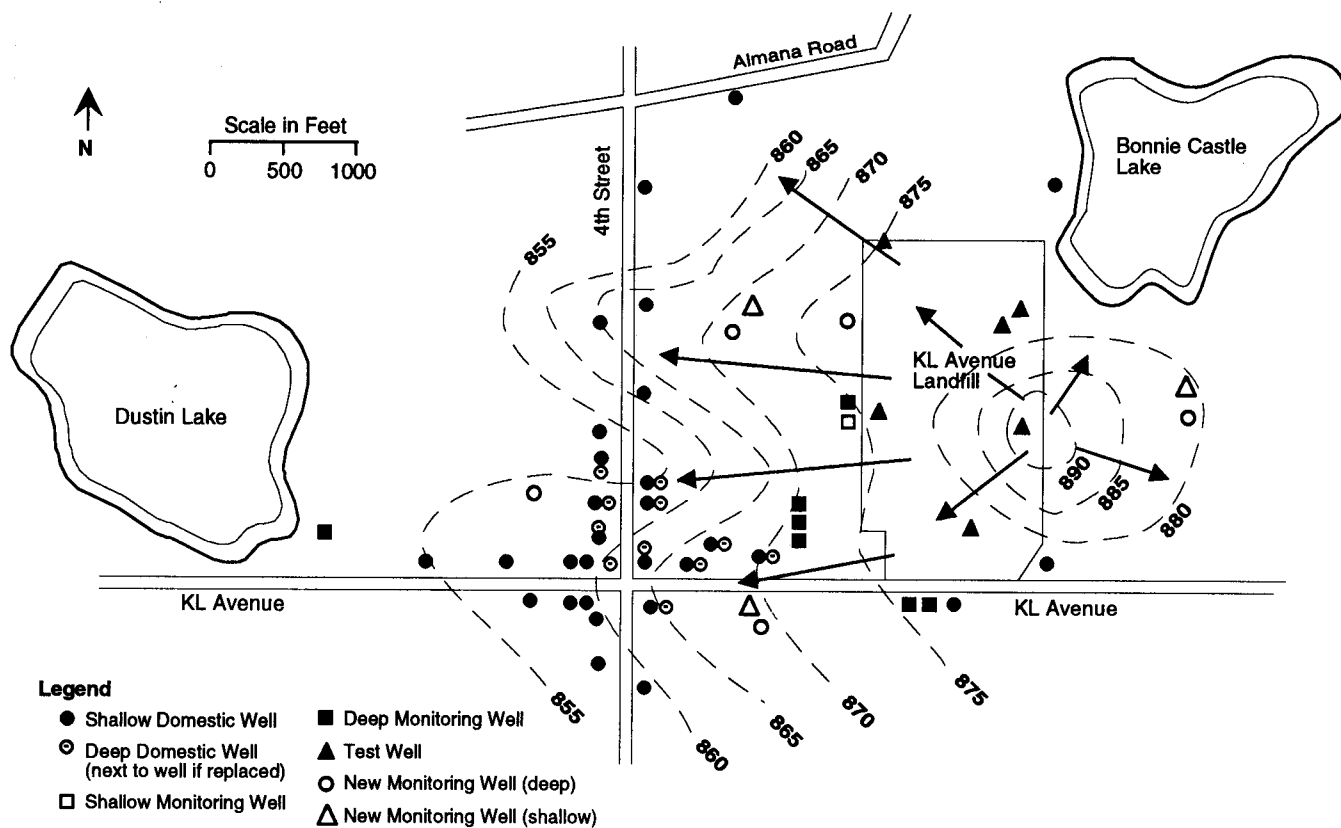 Almana Road
N
Scale in Feet
0 500 1000
4th Street
860
865
870
875
855
Bonnie Castle
Lake
KL Avenue
Landfill
Dustin Lake
890
885
880
KL Avenue
KL Avenue
855
860
865
870
875
Legend
Shallow Domestic Well
Deep Domestic Well
(next to well if replaced)
Shallow Monitoring Well
Deep Monitoring Well
Test Well
New Monitoring Well (deep)
New Monitoring Well (shallow)